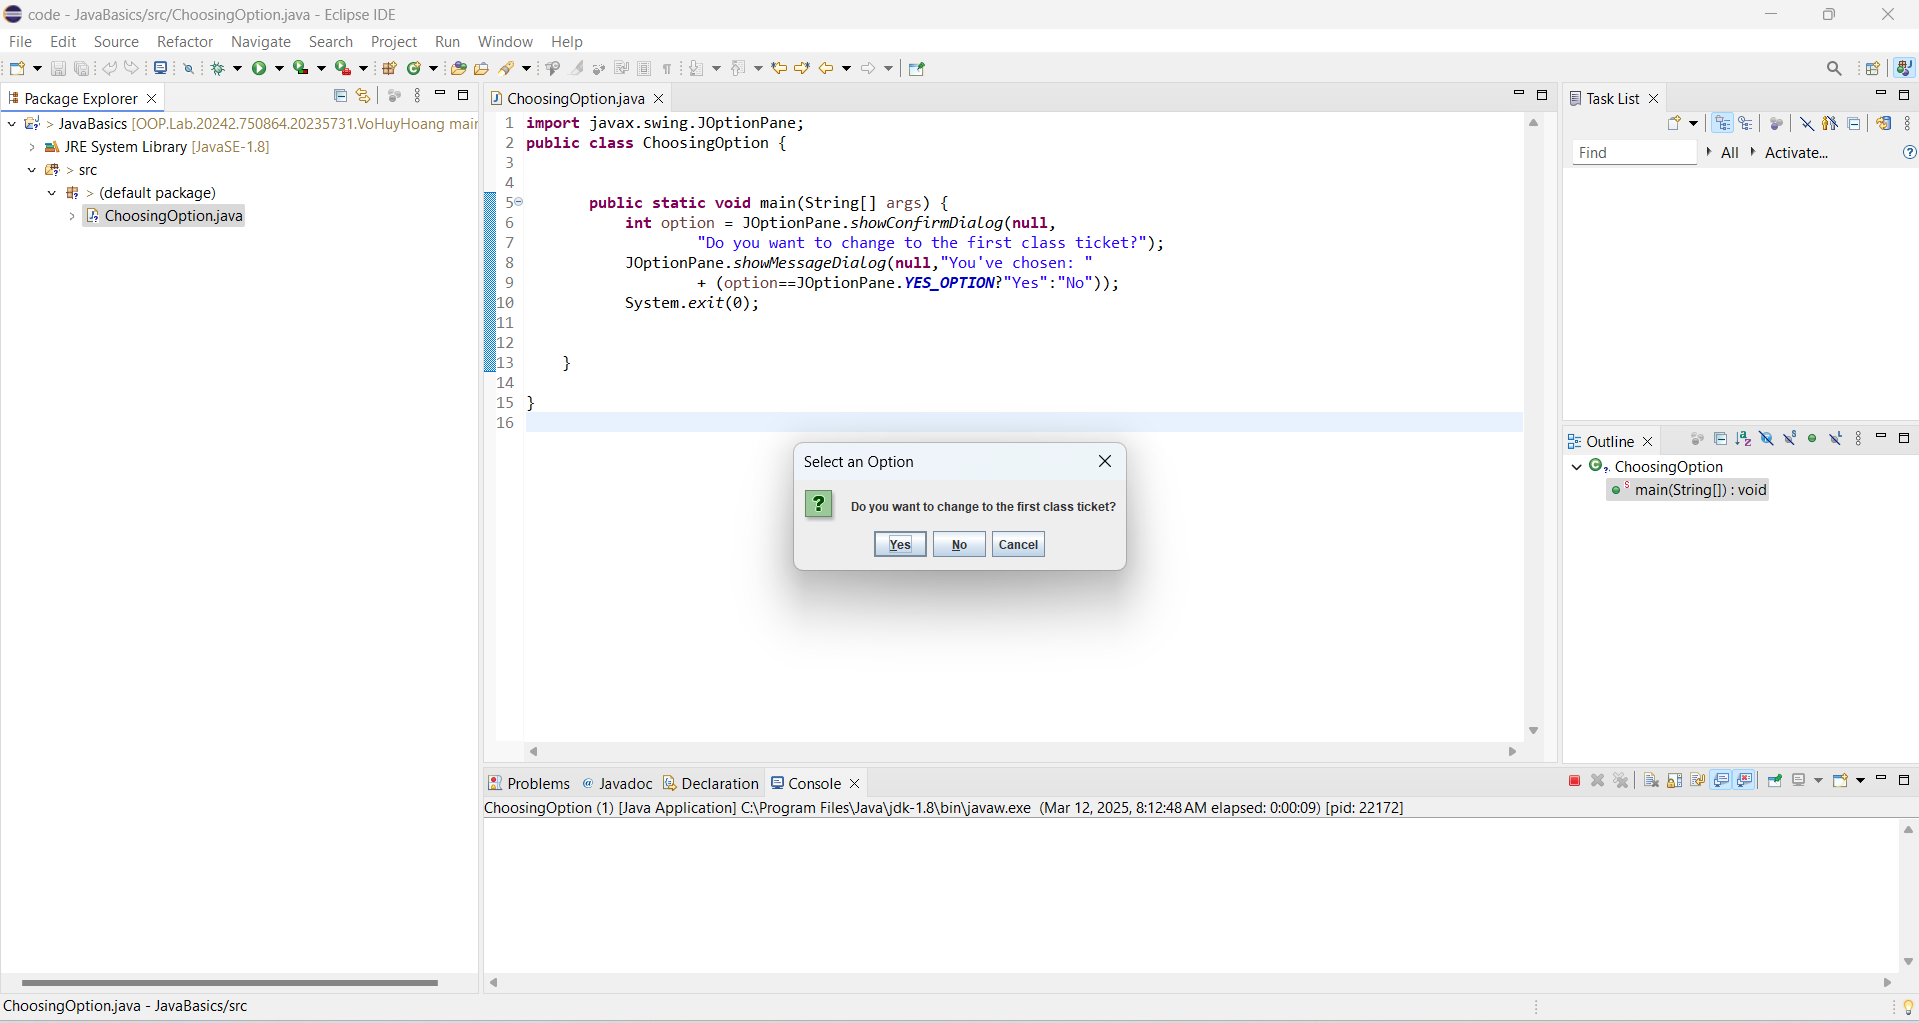 code - JavaBasics/src/ChoosingOption.java - Eclipse IDE
File Edit Source Refactor Navigate Search Project Run Window Help
Package Explorer
> JavaBasics [OOP.Lab.20242.750864.20235731.VoHuyHoang mair
JRE System Library [JavaSE-1.8]
> src
> (default package)
ChoosingOption.java
ChoosingOption.java
1 import javax.swing.JOptionPane;
2 public class ChoosingOption {
3
4
5 public static void main(String[] args) {
6 int option = JOptionPane.showConfirmDialog(null,
7 "Do you want to change to the first class ticket?");
8 JOptionPane.showMessageDialog(null,"You've chosen: "
9 + (option==JOptionPane.YES_OPTION?"Yes":"No"));
10 System.exit(0);
11
12
13 }
14
15 }
16
Select an Option
? Do you want to change to the first class ticket?
Yes No Cancel
Task List
Find All Activate...
Outline
ChoosingOption
main(String[]) : void
Problems Javadoc Declaration Console
ChoosingOption (1) [Java Application] C:\Program Files\Java\jdk-1.8\bin\javaw.exe (Mar 12, 2025, 8:12:48 AM elapsed: 0:00:09) [pid: 22172]
ChoosingOption.java - JavaBasics/src